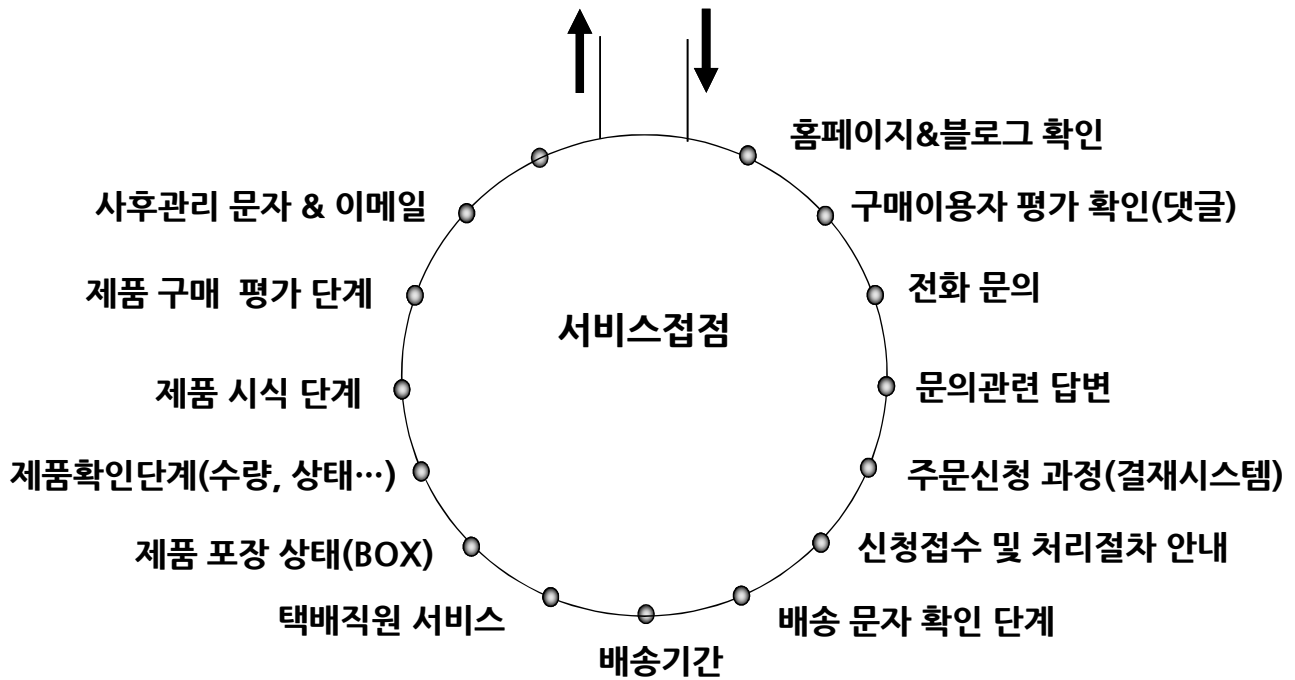 홈페이지&블로그 확인
구매이용자 평가 확인(댓글)
전화 문의
문의관련 답변
주문신청 과정(결재시스템)
신청접수 및 처리절차 안내
배송 문자 확인 단계
배송기간
택배직원 서비스
제품 포장 상태(BOX)
제품확인단계(수량, 상태…)
제품 시식 단계
제품 구매  평가 단계
사후관리 문자 & 이메일
서비스접점